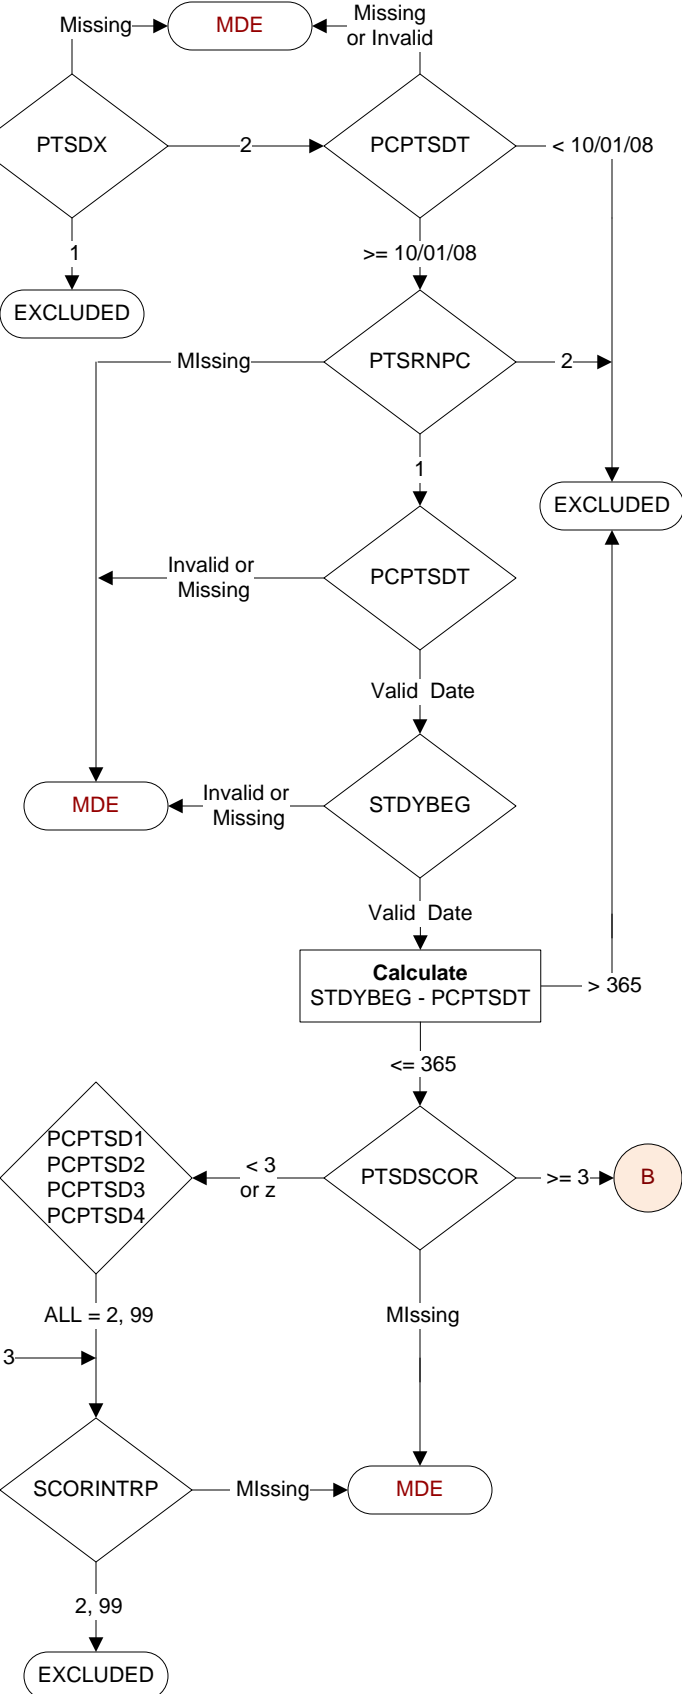 Missing
MDE
Missing
or Invalid
PTSDX
2
PCPTSDT
< 10/01/08
1
>= 10/01/08
EXCLUDED
MIssing
PTSRNPC
2
1
EXCLUDED
Invalid or
Missing
PCPTSDT
Valid Date
MDE
Invalid or
Missing
STDYBEG
Valid Date
Calculate
STDYBEG - PCPTSDT
> 365
<= 365
PCPTSD1
PCPTSD2
PCPTSD3
PCPTSD4
< 3
or z
PTSDSCOR
>= 3
B
ALL = 2, 99
MIssing
3
SCORINTRP
MIssing
MDE
2, 99
EXCLUDED